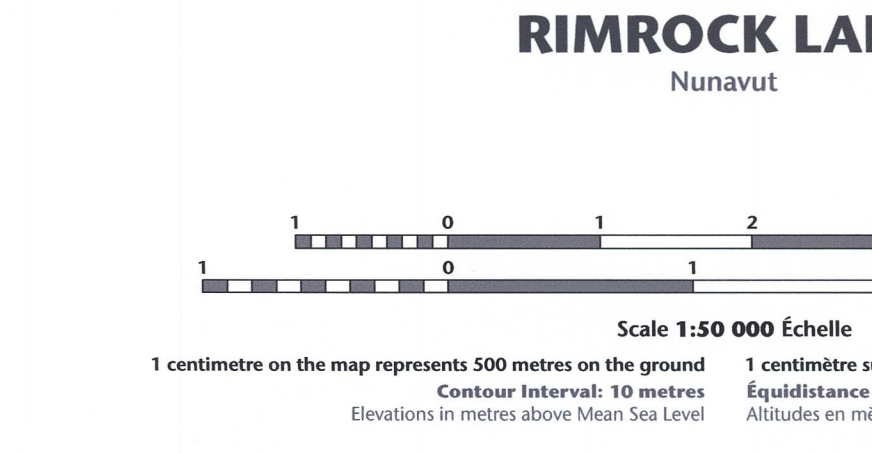 RIMROCK LA
Nunavut
1 0 1 2
1 0 1
Scale 1:50 000 Échelle
1 centimetre on the map represents 500 metres on the ground 1 centimètre s
Contour Interval: 10 metres Équidistance
Elevations in metres above Mean Sea Level Altitudes en mè